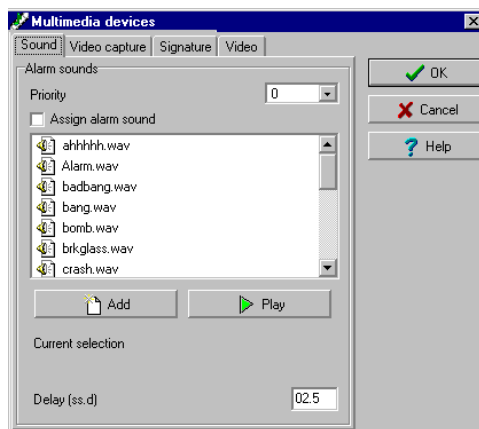 Multimedia devices
Sound Video capture Signature Video
Alarm sounds
Priority 0
Assign alarm sound
ahhhhh.wav
Alarm.wav
badbang.wav
bang.wav
bomb.wav
brkglass.wav
crash.wav
Add Play
Current selection
Delay (ss.d) 02.5
OK
Cancel
? Help